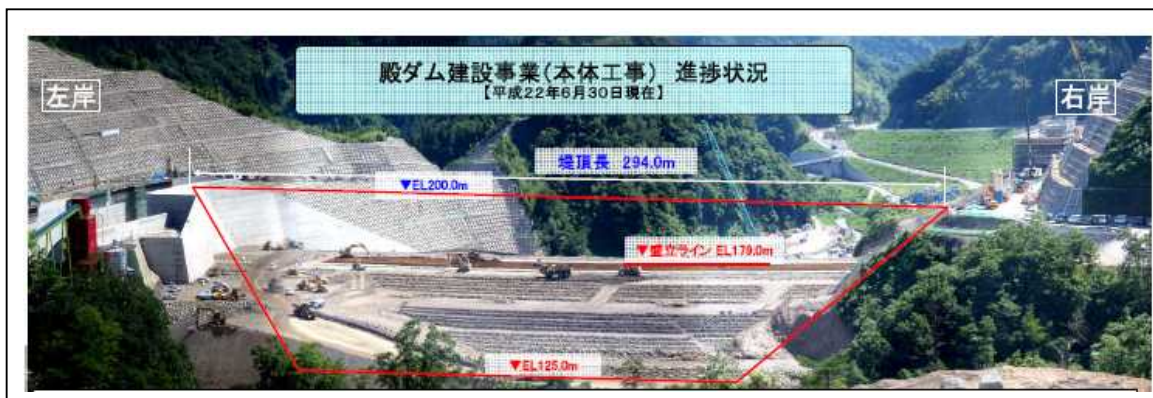 殿ダム建設事業(本体工事) 進捗状況
【平成22年6月30日現在】
左岸
右岸
堤頂長 294.0m
▼EL200.0m
▼盛立ライン EL179.0m
▼EL125.0m